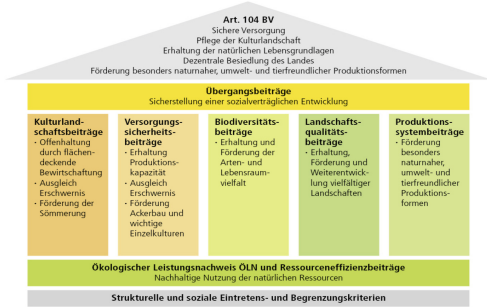 Art. 104 BV
Sichere Versorgung
Pflege der Kulturlandschaft
Erhaltung der natürlichen Lebensgrundlagen
Dezentrale Besiedlung des Landes
Förderung besonders naturnaher, umwelt- und tierfreundlicher Produktionsformen
Übergangsbeiträge
Sicherstellung einer sozialverträglichen Entwicklung
Kulturland-
schaftsbeiträge
· Offenhaltung
durch flächen-
deckende
Bewirtschaftung
· Ausgleich
Erschwernis
· Förderung der
Sömmerung
Versorgungs-
sicherheits-
beiträge
· Erhaltung
Produktions-
kapazität
· Ausgleich
Erschwernis
· Förderung
Ackerbau und
wichtige
Einzelkulturen
Biodiversitäts-
beiträge
· Erhaltung und
Förderung der
Arten- und
Lebensraum-
vielfalt
Landschafts-
qualitäts-
beiträge
· Erhaltung,
Förderung und
Weiterentwick-
lung vielfältiger
Landschaften
Produktions-
systembeiträge
· Förderung
besonders
naturnaher,
umwelt- und
tierfreundlicher
Produktions-
formen
Ökologischer Leistungsnachweis ÖLN und Ressourceneffizienzbeiträge
Nachhaltige Nutzung der natürlichen Ressourcen
Strukturelle und soziale Eintretens- und Begrenzungskriterien